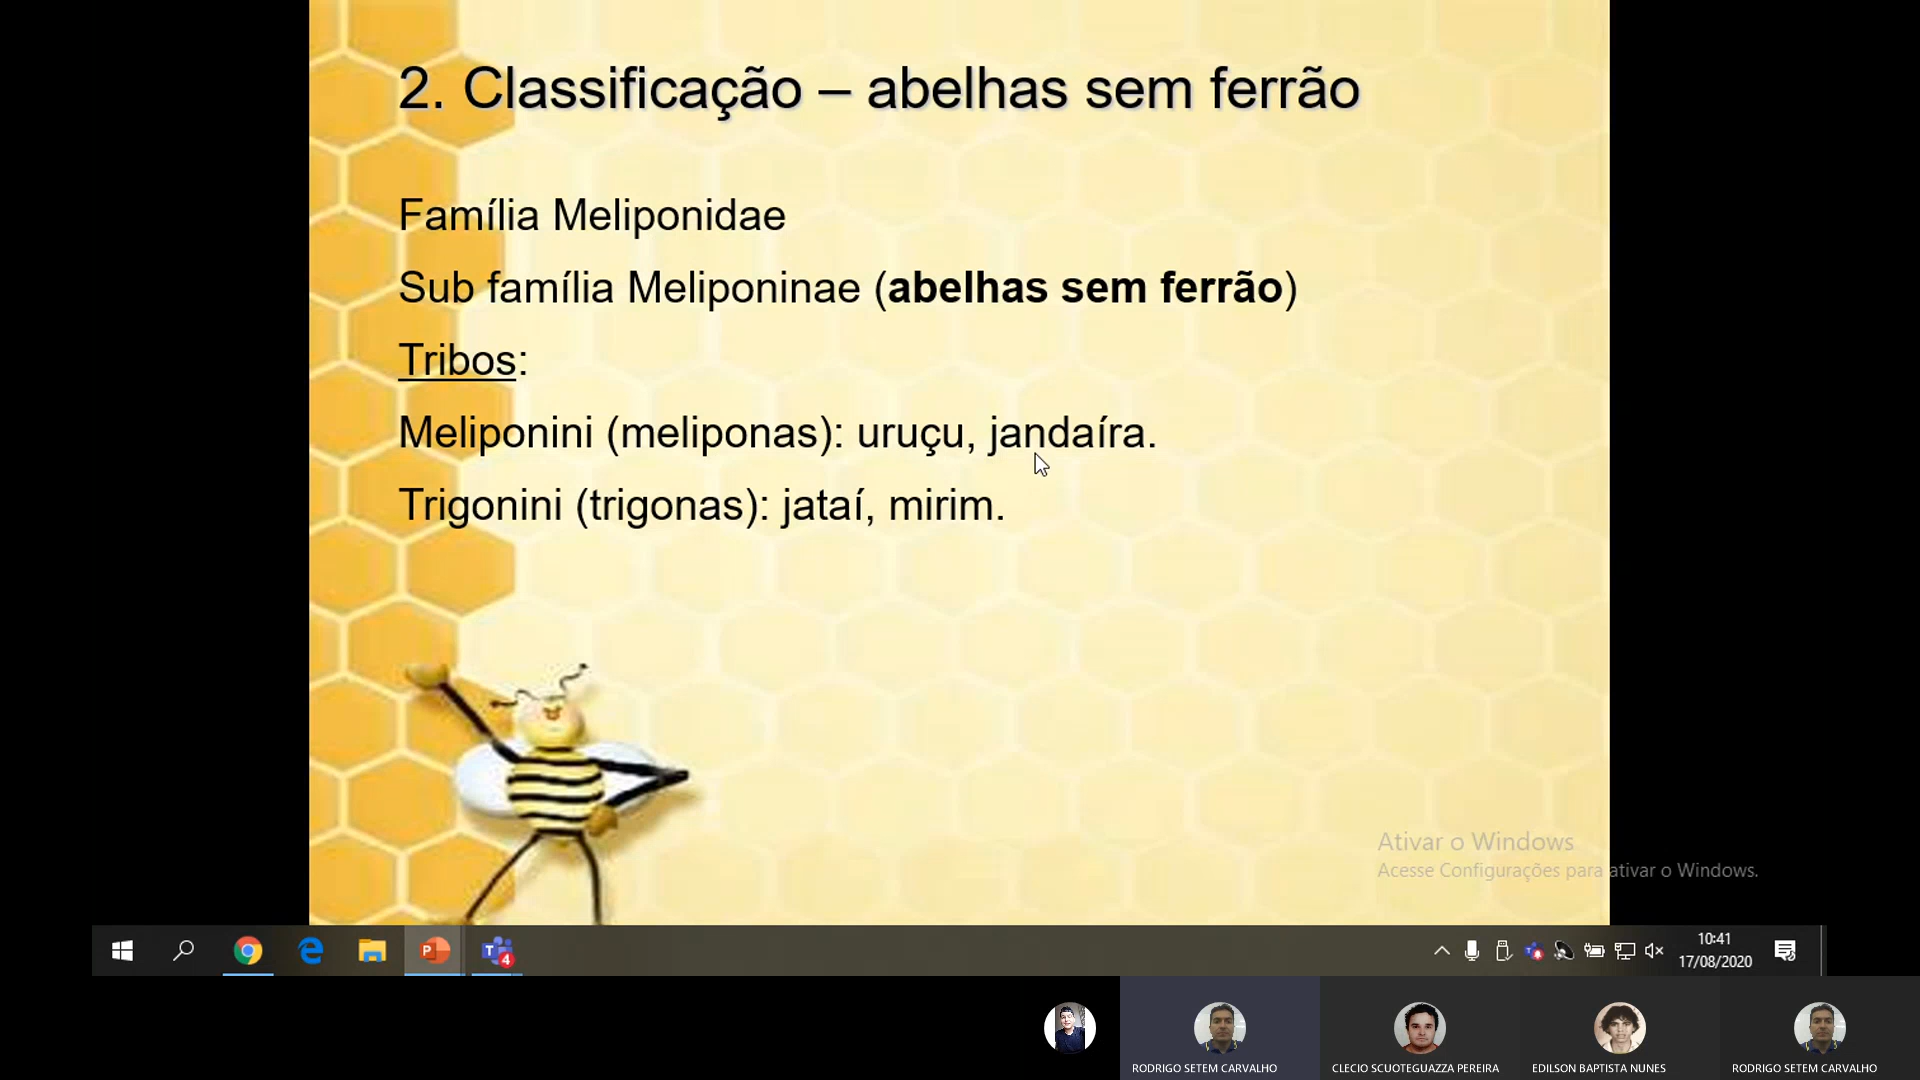 2. Classificação – abelhas sem ferrão
Família Meliponidae
Sub família Meliponinae (abelhas sem ferrão)
Tribos:
Meliponini (meliponas): uruçu, jandaíra.
Trigonini (trigonas): jataí, mirim.
Ativar o Windows
Acesse Configurações para ativar o Windows.
P
T
4
10:41
17/08/2020
RODRIGO SETEM CARVALHO
CLECIO SCUOTEGUAZZA PEREIRA
EDILSON BAPTISTA NUNES
RODRIGO SETEM CARVALHO